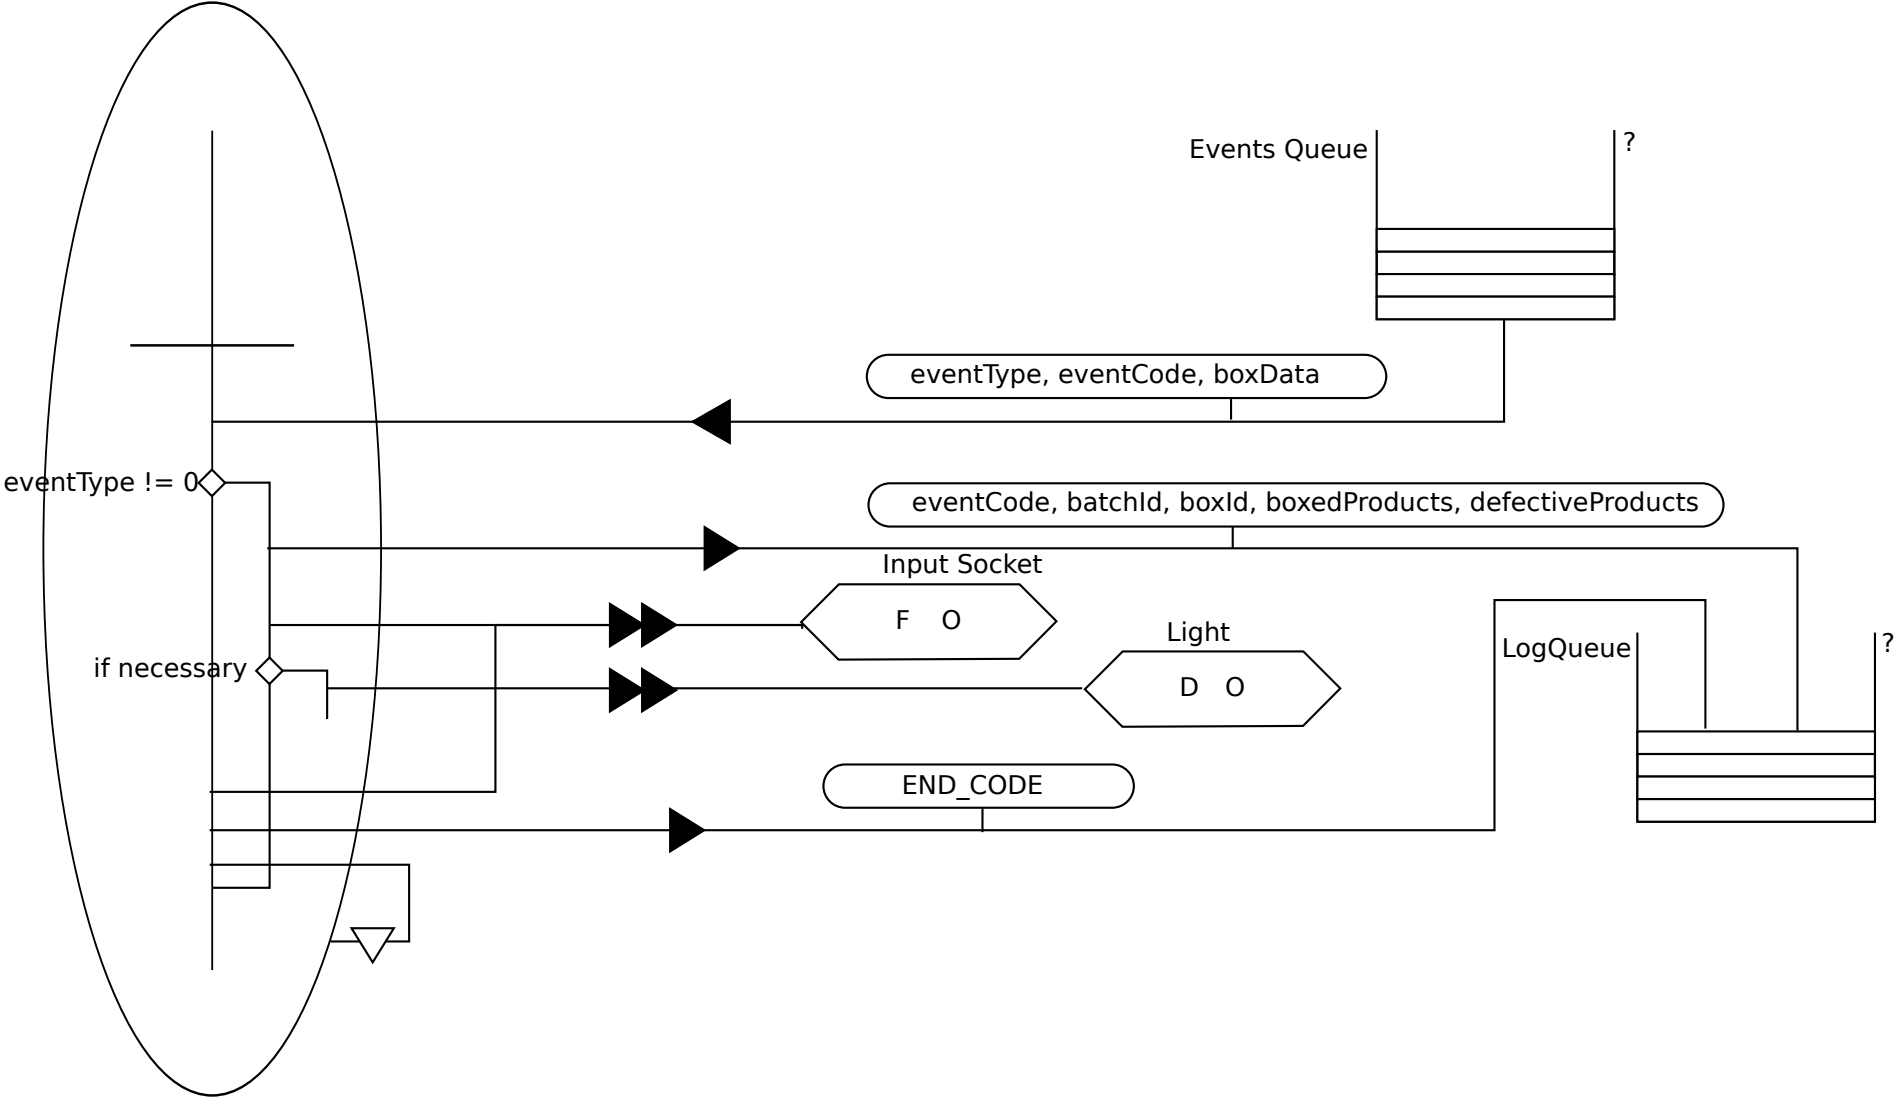 Events Queue
?
eventType, eventCode, boxData
eventType != 0
eventCode, batchId, boxId, boxedProducts, defectiveProducts
Input Socket
F O
Light
LogQueue
?
if necessary
D O
END_CODE